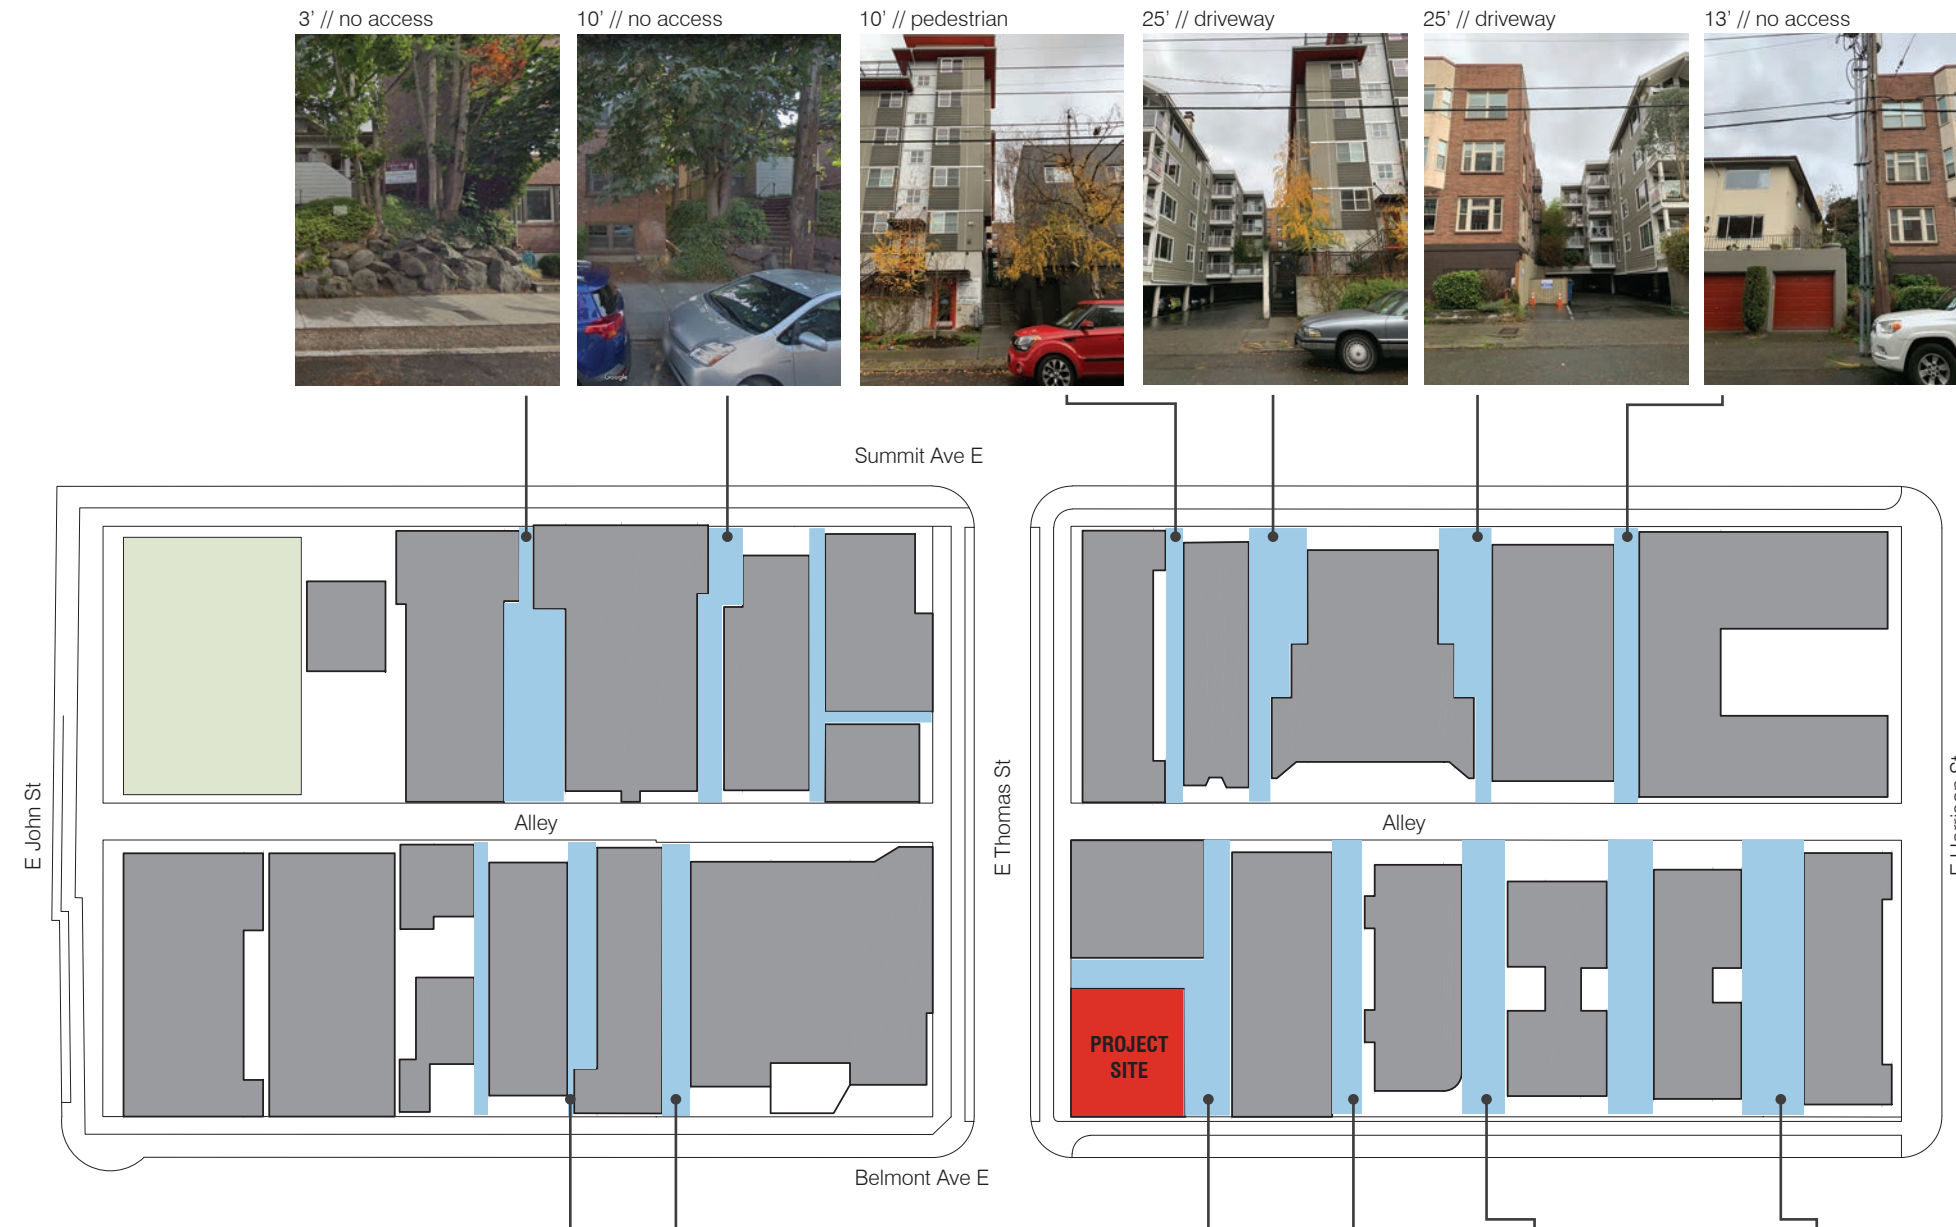 3' // no access
10' // no access
10' // pedestrian
25' // driveway
25' // driveway
13' // no access
Google
Summit Ave E
E John St
Alley
E Thomas St
Alley
PROJECT
SITE
Belmont Ave E